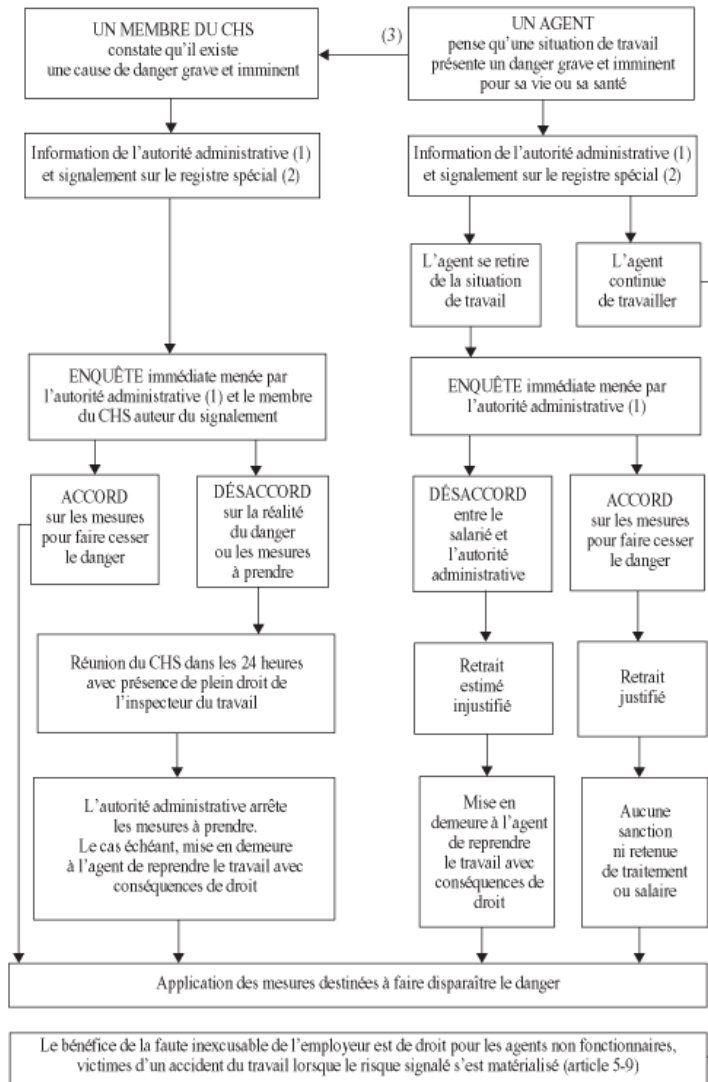 UN MEMBRE DU CHS
constate qu'il existe
une cause de danger grave et imminent
(3)
UN AGENT
pense qu'une situation de travail
présente un danger grave et imminent
pour sa vie ou sa santé
Information de l'autorité administrative (1)
et signalement sur le registre spécial (2)
Information de l'autorité administrative (1)
et signalement sur le registre spécial (2)
L'agent se retire
de la situation
de travail
L'agent
continue
de travailler
ENQUÊTE immédiate menée par
l'autorité administrative (1) et le membre
du CHS auteur du signalement
ENQUÊTE immédiate menée par
l'autorité administrative (1)
ACCORD
sur les mesures
pour faire cesser
le danger
DÉSACCORD
sur la réalité
du danger
ou les mesures
à prendre
DÉSACCORD
entre le
salarié et
l'autorité
administrative
ACCORD
sur les mesures
pour faire cesser
le danger
Réunion du CHS dans les 24 heures
avec présence de plein droit de
l'inspecteur du travail
Retrait
estimé
injustifié
Retrait
justifié
L'autorité administrative arrête
les mesures à prendre.
Le cas échéant, mise en demeure
à l'agent de reprendre le travail avec
conséquences de droit
Mise en
demeure à l'agent
de reprendre
le travail avec
conséquences de
droit
Aucune
sanction
ni retenue
de traitement
ou salaire
Application des mesures destinées à faire disparaître le danger
Le bénéfice de la faute inexcusable de l'employeur est de droit pour les agents non fonctionnaires,
victimes d'un accident du travail lorsque le risque signalé s'est matérialisé (article 5-9)